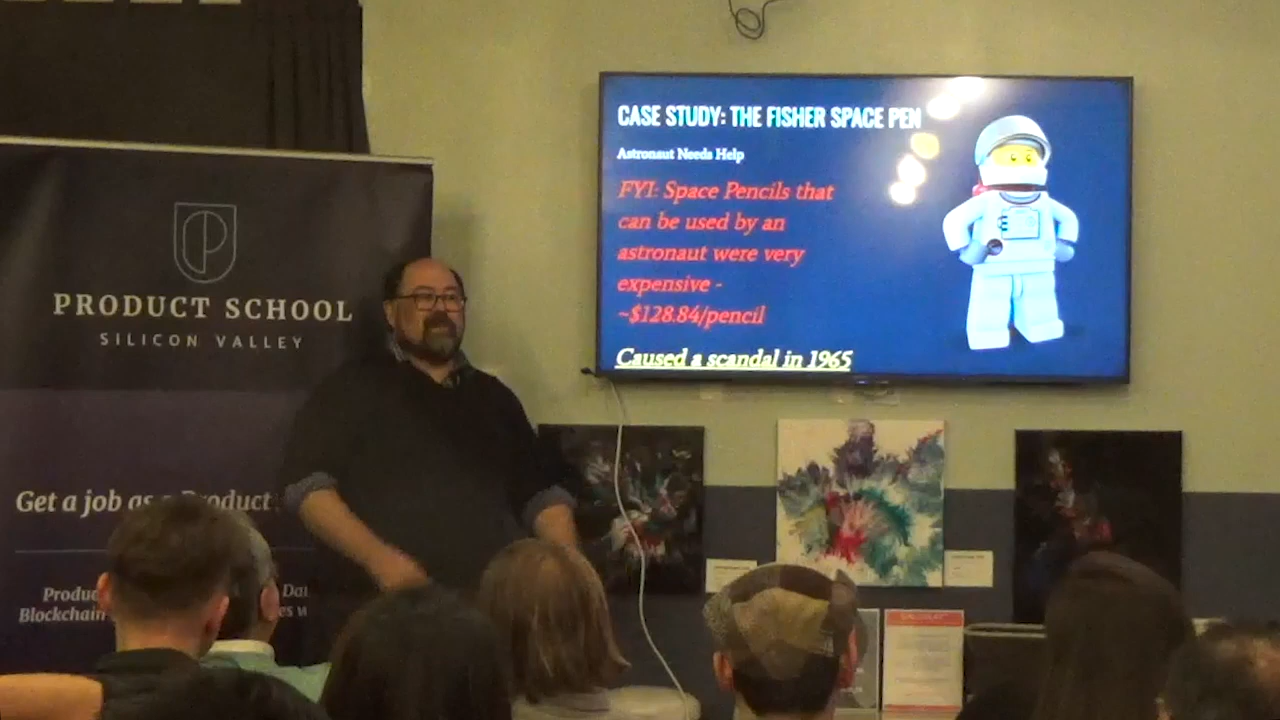 PRODUCT SCHOOL
SILICON VALLEY
Get a job as a Product
CASE STUDY: THE FISHER SPACE PEN
Astronaut Needs Help
FYI: Space Pencils that
can be used by an
astronaut were very
expensive -
~$128.84/pencil
Caused a scandal in 1965